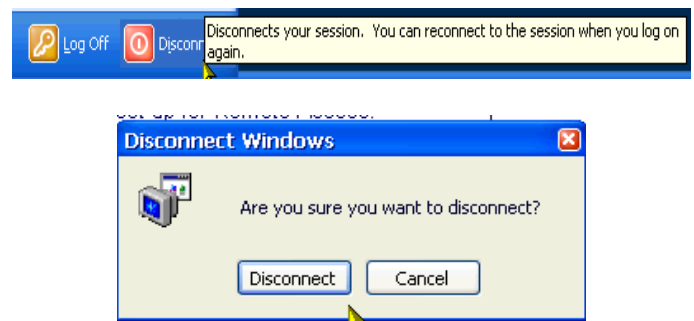 Log Off
Disconn
Disconnects your session. You can reconnect to the session when you log on
again.
Disconnect Windows
Are you sure you want to disconnect?
Disconnect
Cancel